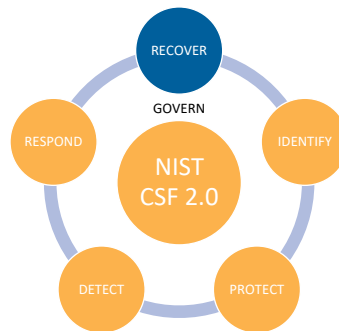 RECOVER
GOVERN
RESPOND
IDENTIFY
NIST
CSF 2.0
DETECT
PROTECT